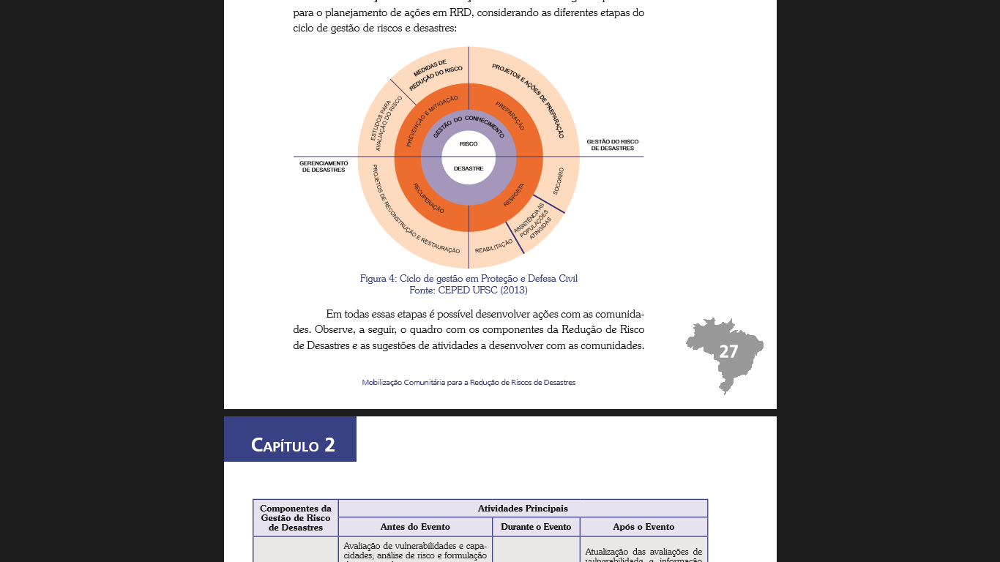 para o planejamento de ações em RRD, considerando as diferentes etapas do
ciclo de gestão de riscos e desastres:
MEDIDAS DE
REDUÇÃO DO RISCO
PROJETOS E AÇÕES DE PREPARAÇÃO
ESTUDOS PARA
AVALIAÇÃO DO RISCO
PREVENÇÃO E MITIGAÇÃO
PREPARAÇÃO
GESTÃO DO CONHECIMENTO
RISCO
GESTÃO DO RISCO
DE DESASTRES
GERENCIAMENTO
DE DESASTRES
DESASTRE
PROJETOS DE RECONSTRUÇÃO E RESTAURAÇÃO
RECUPERAÇÃO
RESPOSTA
SOCORRO
ASSISTÊNCIA ÀS
POPULAÇÕES
ATINGIDAS
REABILITAÇÃO
Figura 4: Ciclo de gestão em Proteção e Defesa Civil
Fonte: CEPED UFSC (2013)
Em todas essas etapas é possível desenvolver ações com as comunida-
des. Observe, a seguir, o quadro com os componentes da Redução de Risco
de Desastres e as sugestões de atividades a desenvolver com as comunidades.
27
Mobilização Comunitária para a Redução de Riscos de Desastres
CAPÍTULO 2
Componentes da
Gestão de Risco
de Desastres
Atividades Principais
Antes do Evento
Durante o Evento
Após o Evento
Avaliação de vulnerabilidades e capa-
cidades; análise de risco e formulação
Atualização das avaliações de
vulnerabilidade e informação